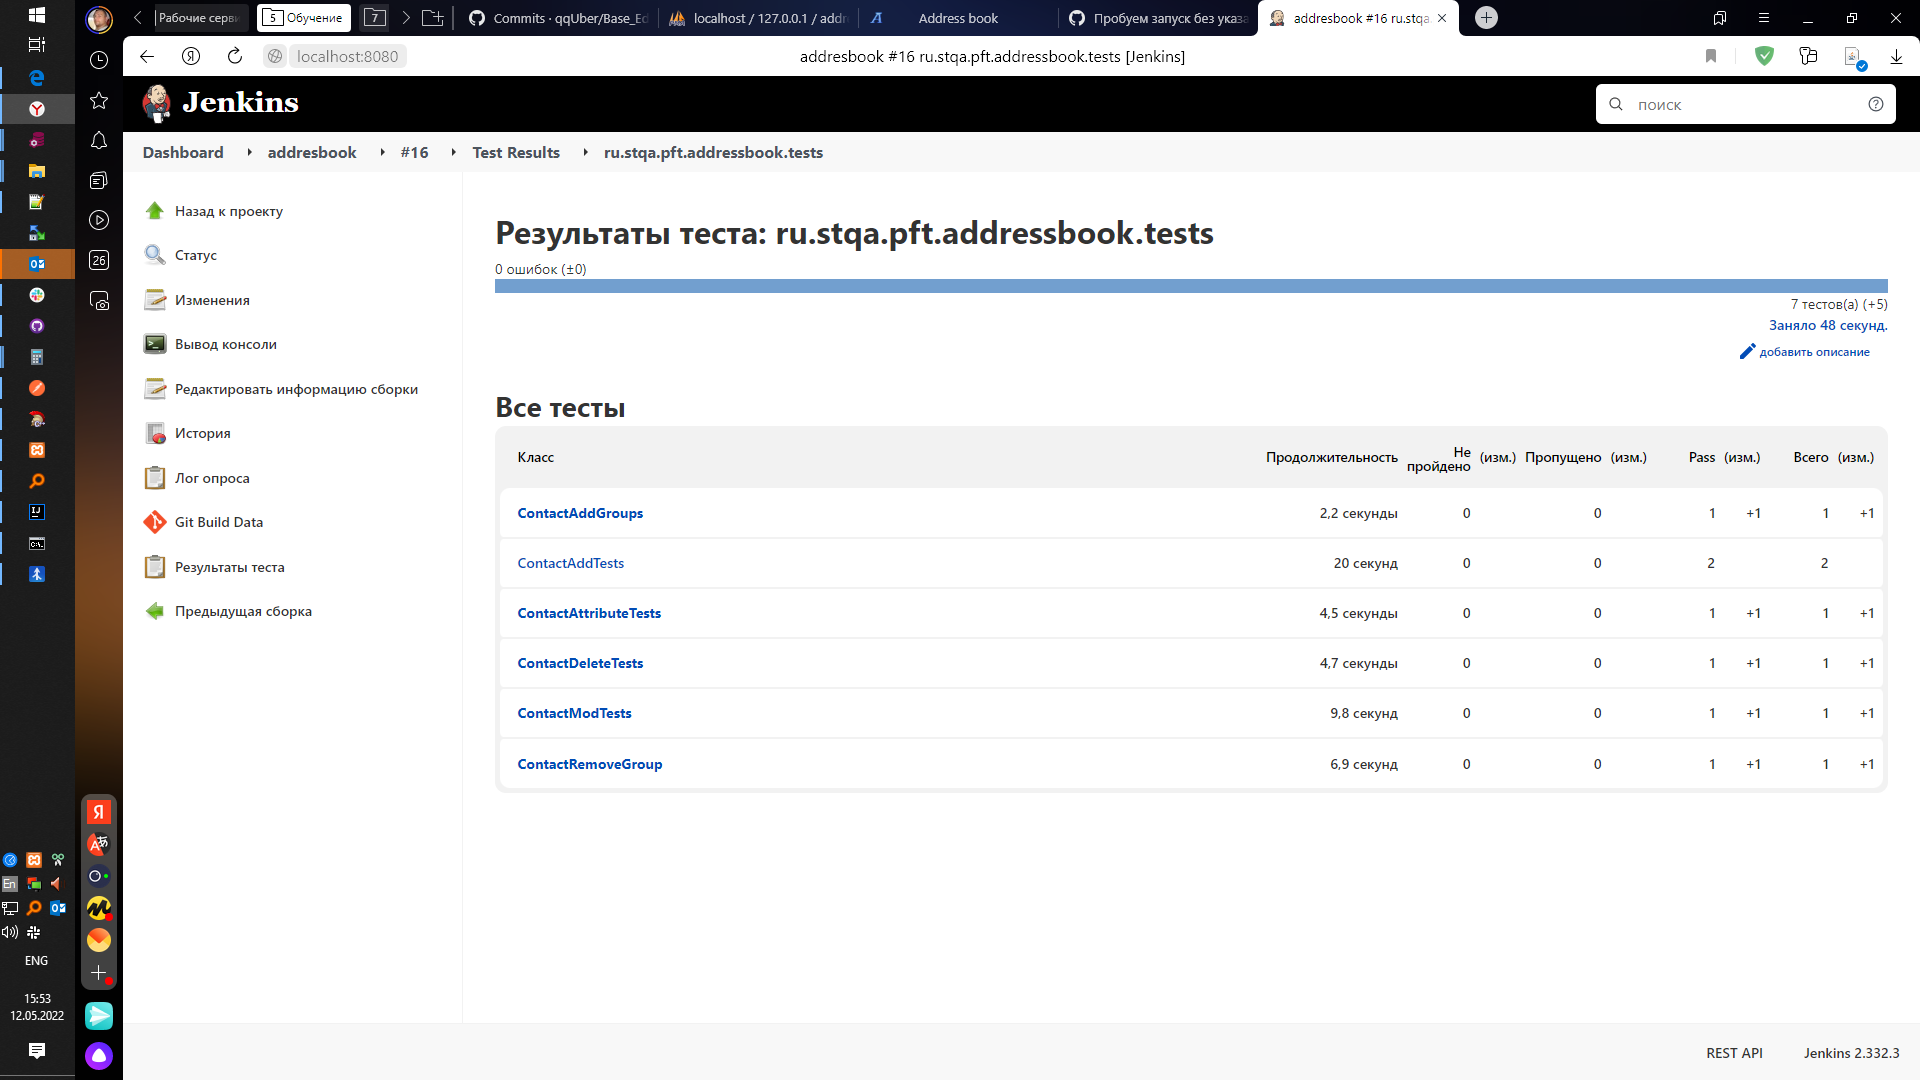 Рабочие серви
5 Обучение
7
Commits · qqUber/Base_Ed
localhost / 127.0.0.1 / addr
Address book
Пробуем запуск без указа
addresbook #16 ru.stqa.
localhost:8080
addresbook #16 ru.stqa.pft.addressbook.tests [Jenkins]
Jenkins
поиск
Dashboard
addresbook
#16
Test Results
ru.stqa.pft.addressbook.tests
Назад к проекту
Статус
Изменения
Вывод консоли
Редактировать информацию сборки
История
Лог опроса
Git Build Data
Результаты теста
Предыдущая сборка
Результаты теста: ru.stqa.pft.addressbook.tests
0 ошибок (±0)
7 тестов(а) (+5)
Заняло 48 секунд.
добавить описание
Все тесты
Класс Продолжительность Не пройдено (изм.) Пропущено (изм.) Pass (изм.) Всего (изм.)
ContactAddGroups 2,2 секунды 0 0 1 +1 1 +1
ContactAddTests 20 секунд 0 0 2 2
ContactAttributeTests 4,5 секунды 0 0 1 +1 1 +1
ContactDeleteTests 4,7 секунды 0 0 1 +1 1 +1
ContactModTests 9,8 секунд 0 0 1 +1 1 +1
ContactRemoveGroup 6,9 секунд 0 0 1 +1 1 +1
REST API
Jenkins 2.332.3
26
Я
En
ENG
15:53
12.05.2022